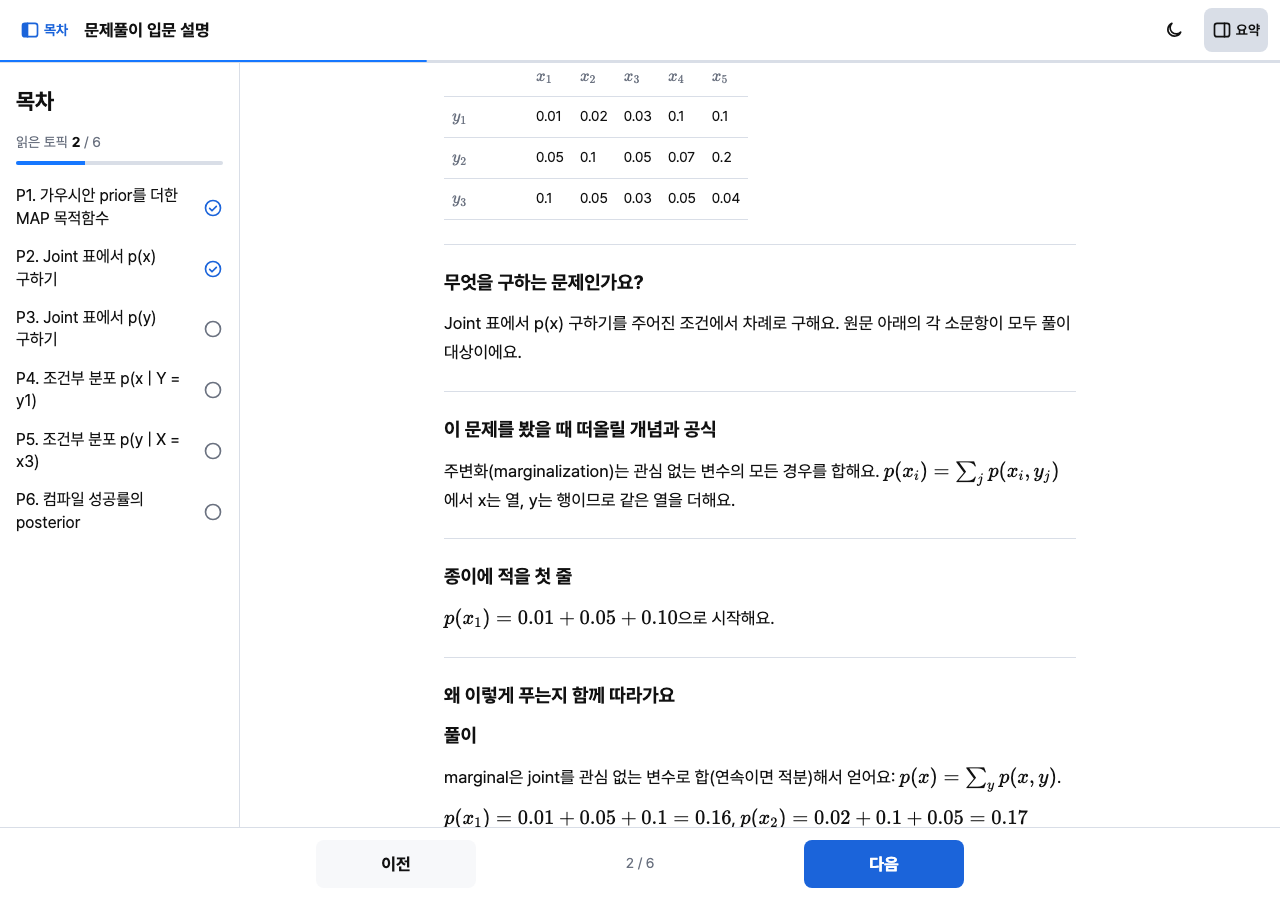 목차 문제풀이 입문 설명 요약
목차
읽은 토픽 2 / 6
P1. 가우시안 prior를 더한
MAP 목적함수
P2. Joint 표에서 p(x)
구하기
P3. Joint 표에서 p(y)
구하기
P4. 조건부 분포 p(x | Y =
y1)
P5. 조건부 분포 p(y | X =
x3)
P6. 컴파일 성공률의
posterior
x₁ x₂ x₃ x₄ x₅
y₁ 0.01 0.02 0.03 0.1 0.1
y₂ 0.05 0.1 0.05 0.07 0.2
y₃ 0.1 0.05 0.03 0.05 0.04
무엇을 구하는 문제인가요?
Joint 표에서 p(x) 구하기를 주어진 조건에서 차례로 구해요. 원문 아래의 각 소문항이 모두 풀이
대상이에요.
이 문제를 봤을 때 떠올릴 개념과 공식
주변화(marginalization)는 관심 없는 변수의 모든 경우를 합해요. p(xᵢ) = ∑ⱼ p(xᵢ, yⱼ)
에서 x는 열, y는 행이므로 같은 열을 더해요.
종이에 적을 첫 줄
p(x₁) = 0.01 + 0.05 + 0.10으로 시작해요.
왜 이렇게 푸는지 함께 따라가요
풀이
marginal은 joint를 관심 없는 변수로 합(연속이면 적분)해서 얻어요: p(x) = ∑_y p(x, y).
p(x₁) = 0.01 + 0.05 + 0.1 = 0.16, p(x₂) = 0.02 + 0.1 + 0.05 = 0.17
이전 2 / 6 다음